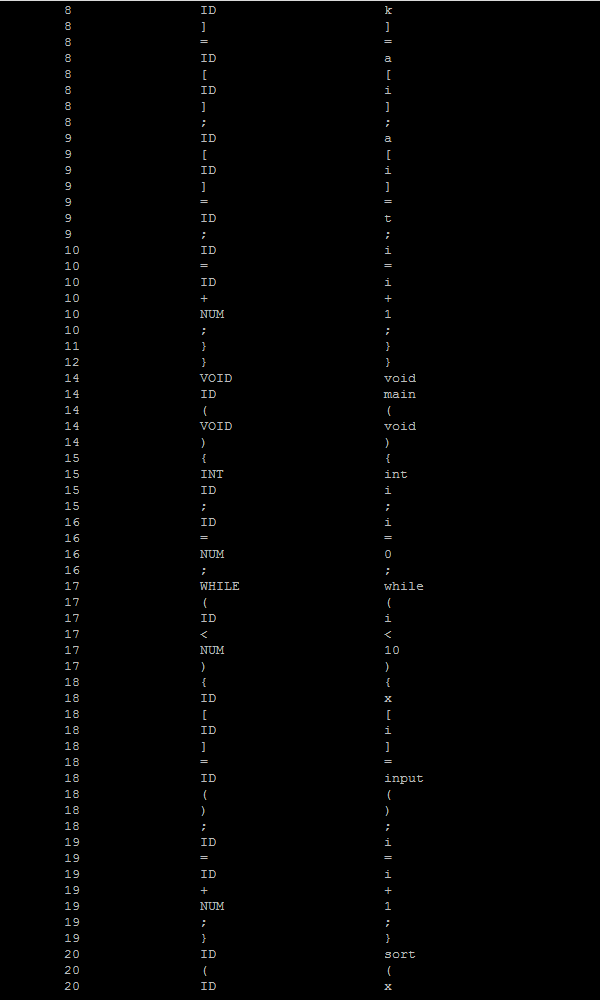 8 ID k
8 ] ]
8 = =
8 ID a
8 [ [
8 ID i
8 ] ]
8 ; ;
9 ID a
9 [ [
9 ID i
9 ] ]
9 = =
9 ID t
9 ; ;
10 ID i
10 = =
10 ID i
10 + +
10 NUM 1
10 ; ;
11 } }
12 } }
14 VOID void
14 ID main
14 ( (
14 VOID void
14 ) )
15 { {
15 INT int
15 ID i
15 ; ;
16 ID i
16 = =
16 NUM 0
16 ; ;
17 WHILE while
17 ( (
17 ID i
17 < <
17 NUM 10
17 ) )
18 { {
18 ID x
18 [ [
18 ID i
18 ] ]
18 = =
18 ID input
18 ( (
18 ) )
18 ; ;
19 ID i
19 = =
19 ID i
19 + +
19 NUM 1
19 ; ;
19 } }
20 ID sort
20 ( (
20 ID x